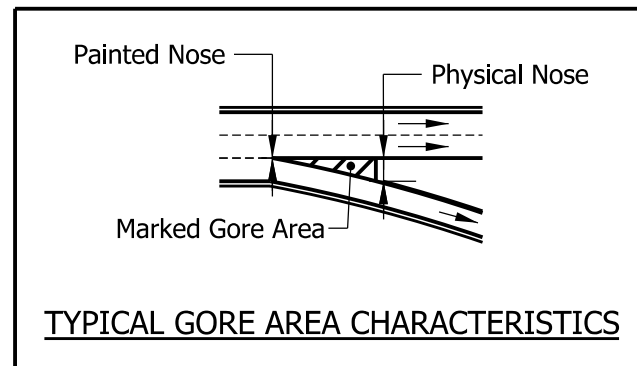 Painted Nose
Physical Nose
Marked Gore Area
TYPICAL GORE AREA CHARACTERISTICS